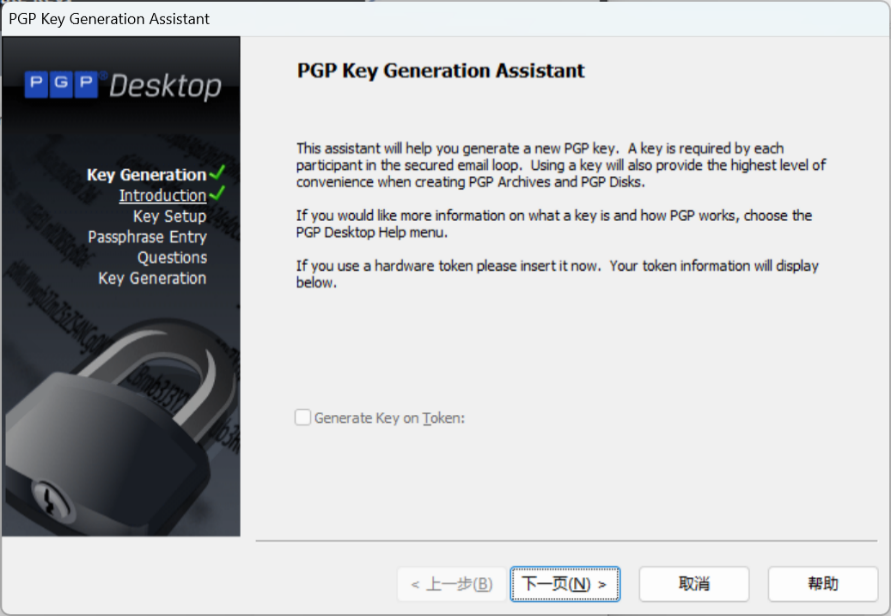 PGP Key Generation Assistant
PGP® Desktop
Key Generation
Introduction
Key Setup
Passphrase Entry
Questions
Key Generation
PGP Key Generation Assistant
This assistant will help you generate a new PGP key. A key is required by each
participant in the secured email loop. Using a key will also provide the highest level of
convenience when creating PGP Archives and PGP Disks.
If you would like more information on what a key is and how PGP works, choose the
PGP Desktop Help menu.
If you use a hardware token please insert it now. Your token information will display
below.
Generate Key on Token:
< 上一步(B)
下一页(N) >
取消
帮助